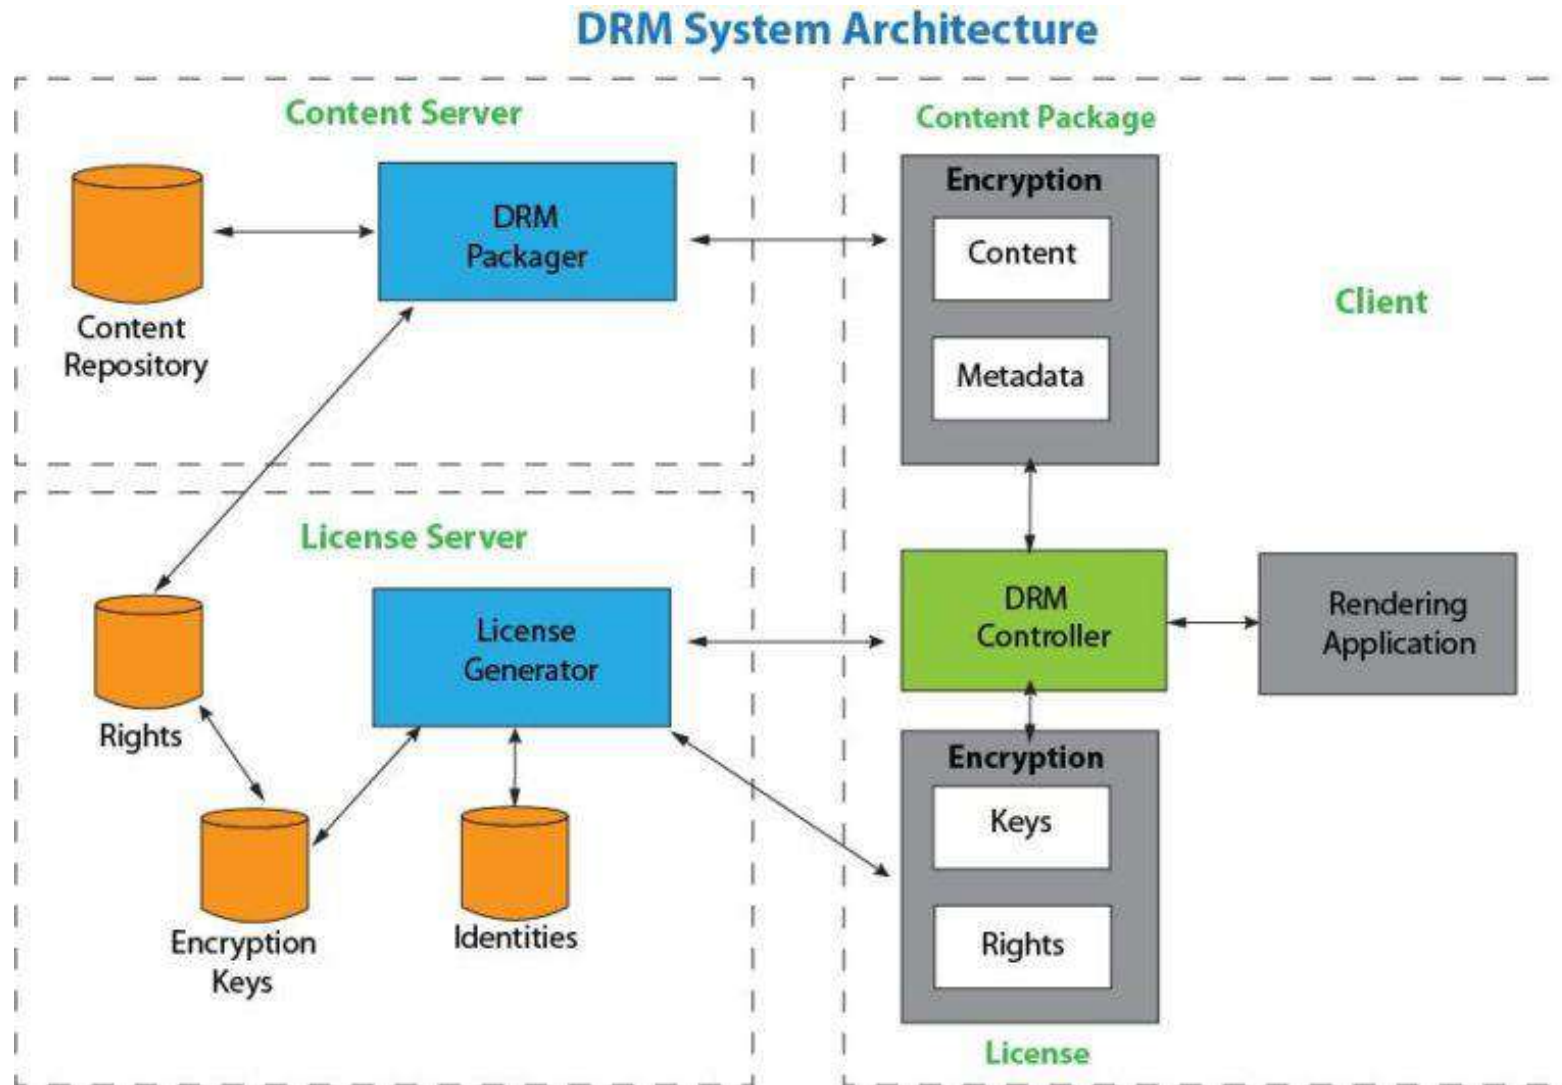 DRM System Architecture
Content Server
DRM
Packager
Content
Repository
License Server
License
Generator
Rights
Encryption
Keys
Identities
Content Package
Encryption
Content
Metadata
Client
DRM
Controller
Rendering
Application
Encryption
Keys
Rights
License